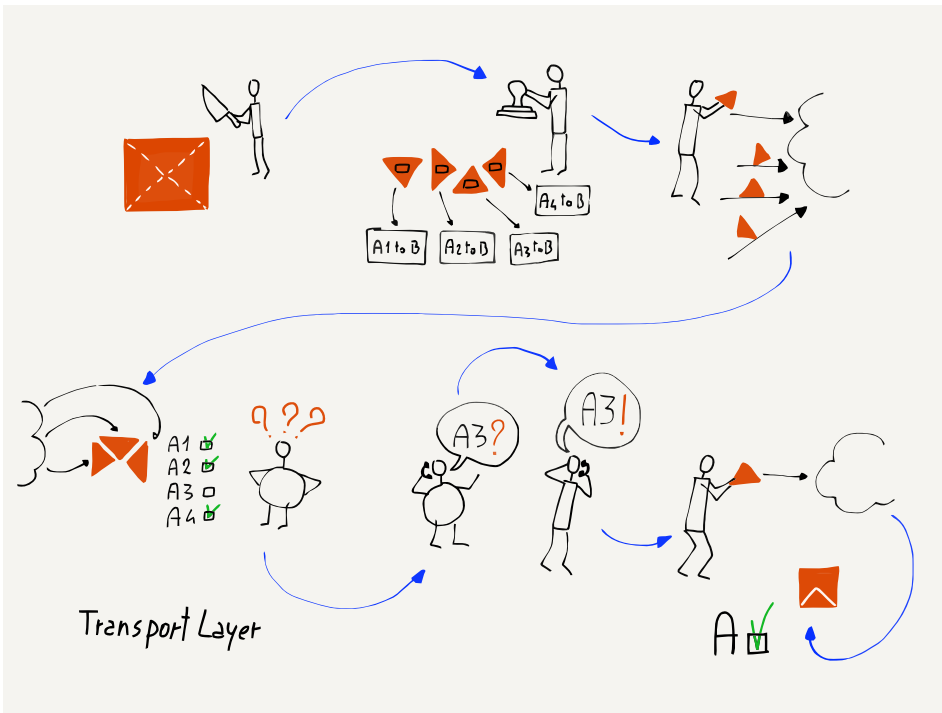 A4 to B
A1 to B
A2 to B
A3 to B
? ? ?
A3?
A3!
A1
A2
A3
A4
Transport Layer
A